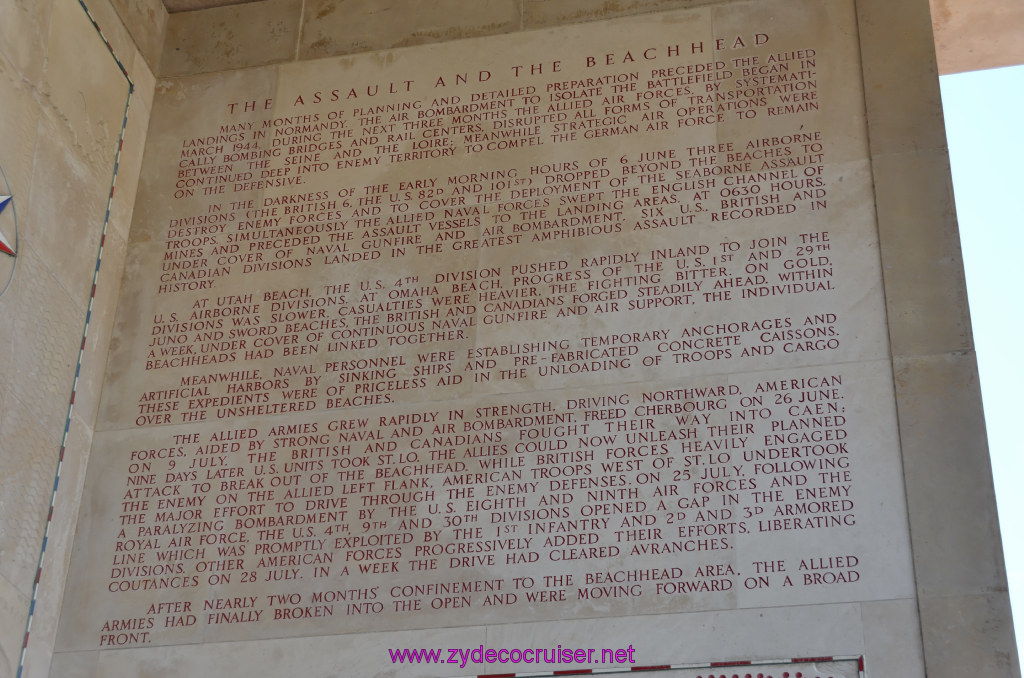 THE ASSAULT AND THE BEACHHEAD
MANY MONTHS OF PLANNING AND DETAILED PREPARATION PRECEDED THE ALLIED
LANDINGS IN NORMANDY. THE AIR BOMBARDMENT TO ISOLATE THE BATTLEFIELD BEGAN IN
MARCH 1944. DURING THE NEXT THREE MONTHS THE ALLIED AIR FORCES, BY SYSTEMATI-
CALLY BOMBING BRIDGES AND RAIL CENTERS, DISRUPTED ALL FORMS OF TRANSPORTATION
BETWEEN THE SEINE AND THE LOIRE; MEANWHILE STRATEGIC AIR OPERATIONS WERE
CONTINUED DEEP INTO ENEMY TERRITORY TO COMPEL THE GERMAN AIR FORCE TO REMAIN
ON THE DEFENSIVE.
IN THE DARKNESS OF THE EARLY MORNING HOURS OF 6 JUNE THREE AIRBORNE
DIVISIONS (THE BRITISH 6, THE U.S. 82D AND 101ST) DROPPED BEYOND THE BEACHES TO
DESTROY ENEMY FORCES AND TO COVER THE DEPLOYMENT OF THE SEABORNE ASSAULT
TROOPS. SIMULTANEOUSLY THE ALLIED NAVAL FORCES SWEPT THE ENGLISH CHANNEL OF
MINES AND PRECEDED THE ASSAULT VESSELS TO THE LANDING AREAS. AT 0630 HOURS,
UNDER COVER OF NAVAL GUNFIRE AND AIR BOMBARDMENT, SIX U.S., BRITISH AND
CANADIAN DIVISIONS LANDED IN THE GREATEST AMPHIBIOUS ASSAULT RECORDED IN
HISTORY.
AT UTAH BEACH, THE U.S. 4TH DIVISION PUSHED RAPIDLY INLAND TO JOIN THE
U.S. AIRBORNE DIVISIONS. AT OMAHA BEACH, PROGRESS OF THE U.S. 1ST AND 29TH
DIVISIONS WAS SLOWER, CASUALTIES WERE HEAVIER, THE FIGHTING BITTER. ON GOLD,
JUNO AND SWORD BEACHES, THE BRITISH AND CANADIANS FORGED STEADILY AHEAD. WITHIN
A WEEK, UNDER COVER OF CONTINUOUS NAVAL GUNFIRE AND AIR SUPPORT, THE INDIVIDUAL
BEACHHEADS HAD BEEN LINKED TOGETHER.
MEANWHILE, NAVAL PERSONNEL WERE ESTABLISHING TEMPORARY ANCHORAGES AND
ARTIFICIAL HARBORS BY SINKING SHIPS AND PRE-FABRICATED CONCRETE CAISSONS.
THESE EXPEDIENTS WERE OF PRICELESS AID IN THE UNLOADING OF TROOPS AND CARGO
OVER THE UNSHELTERED BEACHES.
THE ALLIED ARMIES GREW RAPIDLY IN STRENGTH. DRIVING NORTHWARD, AMERICAN
FORCES, AIDED BY STRONG NAVAL AND AIR BOMBARDMENT, FREED CHERBOURG ON 26 JUNE.
ON 9 JULY, THE BRITISH AND CANADIANS FOUGHT THEIR WAY INTO CAEN;
NINE DAYS LATER U.S. UNITS TOOK ST. LO. THE ALLIES COULD NOW UNLEASH THEIR PLANNED
ATTACK TO BREAK OUT OF THE BEACHHEAD. WHILE BRITISH FORCES HEAVILY ENGAGED
THE ENEMY ON THE ALLIED LEFT FLANK, AMERICAN TROOPS WEST OF ST. LO UNDERTOOK
THE MAJOR EFFORT TO DRIVE THROUGH THE ENEMY DEFENSES. ON 25 JULY, FOLLOWING
A PARALYZING BOMBARDMENT BY THE U.S. EIGHTH AND NINTH AIR FORCES AND THE
ROYAL AIR FORCE, THE U.S. 4TH, 9TH AND 30TH DIVISIONS OPENED A GAP IN THE ENEMY
LINE WHICH WAS PROMPTLY EXPLOITED BY THE 1ST INFANTRY AND 2D AND 3D ARMORED
DIVISIONS. OTHER AMERICAN FORCES PROGRESSIVELY ADDED THEIR EFFORTS, LIBERATING
COUTANCES ON 28 JULY. IN A WEEK THE DRIVE HAD CLEARED AVRANCHES.
AFTER NEARLY TWO MONTHS' CONFINEMENT TO THE BEACHHEAD AREA, THE ALLIED
ARMIES HAD FINALLY BROKEN INTO THE OPEN AND WERE MOVING FORWARD ON A BROAD
FRONT.
www.zydecocruiser.net